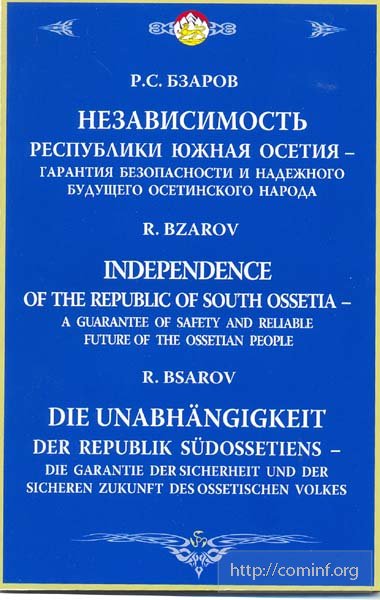 Р.С. БЗАРОВ
НЕЗАВИСИМОСТЬ
РЕСПУБЛИКИ ЮЖНАЯ ОСЕТИЯ –
ГАРАНТИЯ БЕЗОПАСНОСТИ И НАДЕЖНОГО
БУДУЩЕГО ОСЕТИНСКОГО НАРОДА
R. BZAROV
INDEPENDENCE
OF THE REPUBLIC OF SOUTH OSSETIA –
A GUARANTEE OF SAFETY AND RELIABLE
FUTURE OF THE OSSETIAN PEOPLE
R. BSAROV
DIE UNABHÄNGIGKEIT
DER REPUBLIK SÜDOSSETIENS –
DIE GARANTIE DER SICHERHEIT UND DER
SICHEREN ZUKUNFT DES OSSETISCHEN VOLKES
http://cominf.org